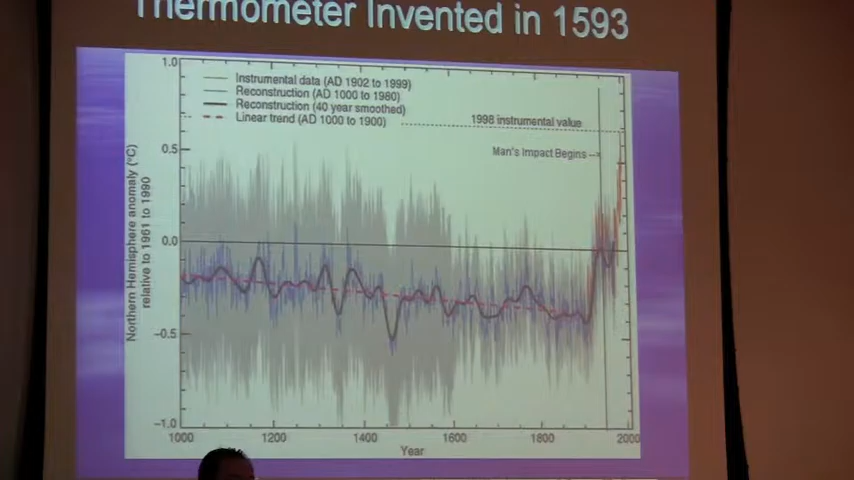 Thermometer Invented in 1593
1.0
Instrumental data (AD 1902 to 1999)
Reconstruction (AD 1000 to 1980)
Reconstruction (40 year smoothed)
Linear trend (AD 1000 to 1900)
1998 instrumental value
Man's Impact Begins -->
0.5
0.0
-0.5
-1.0
Northern Hemisphere anomaly (°C)
relative to 1961 to 1990
1000 1200 1400 1600 1800 2000
Year